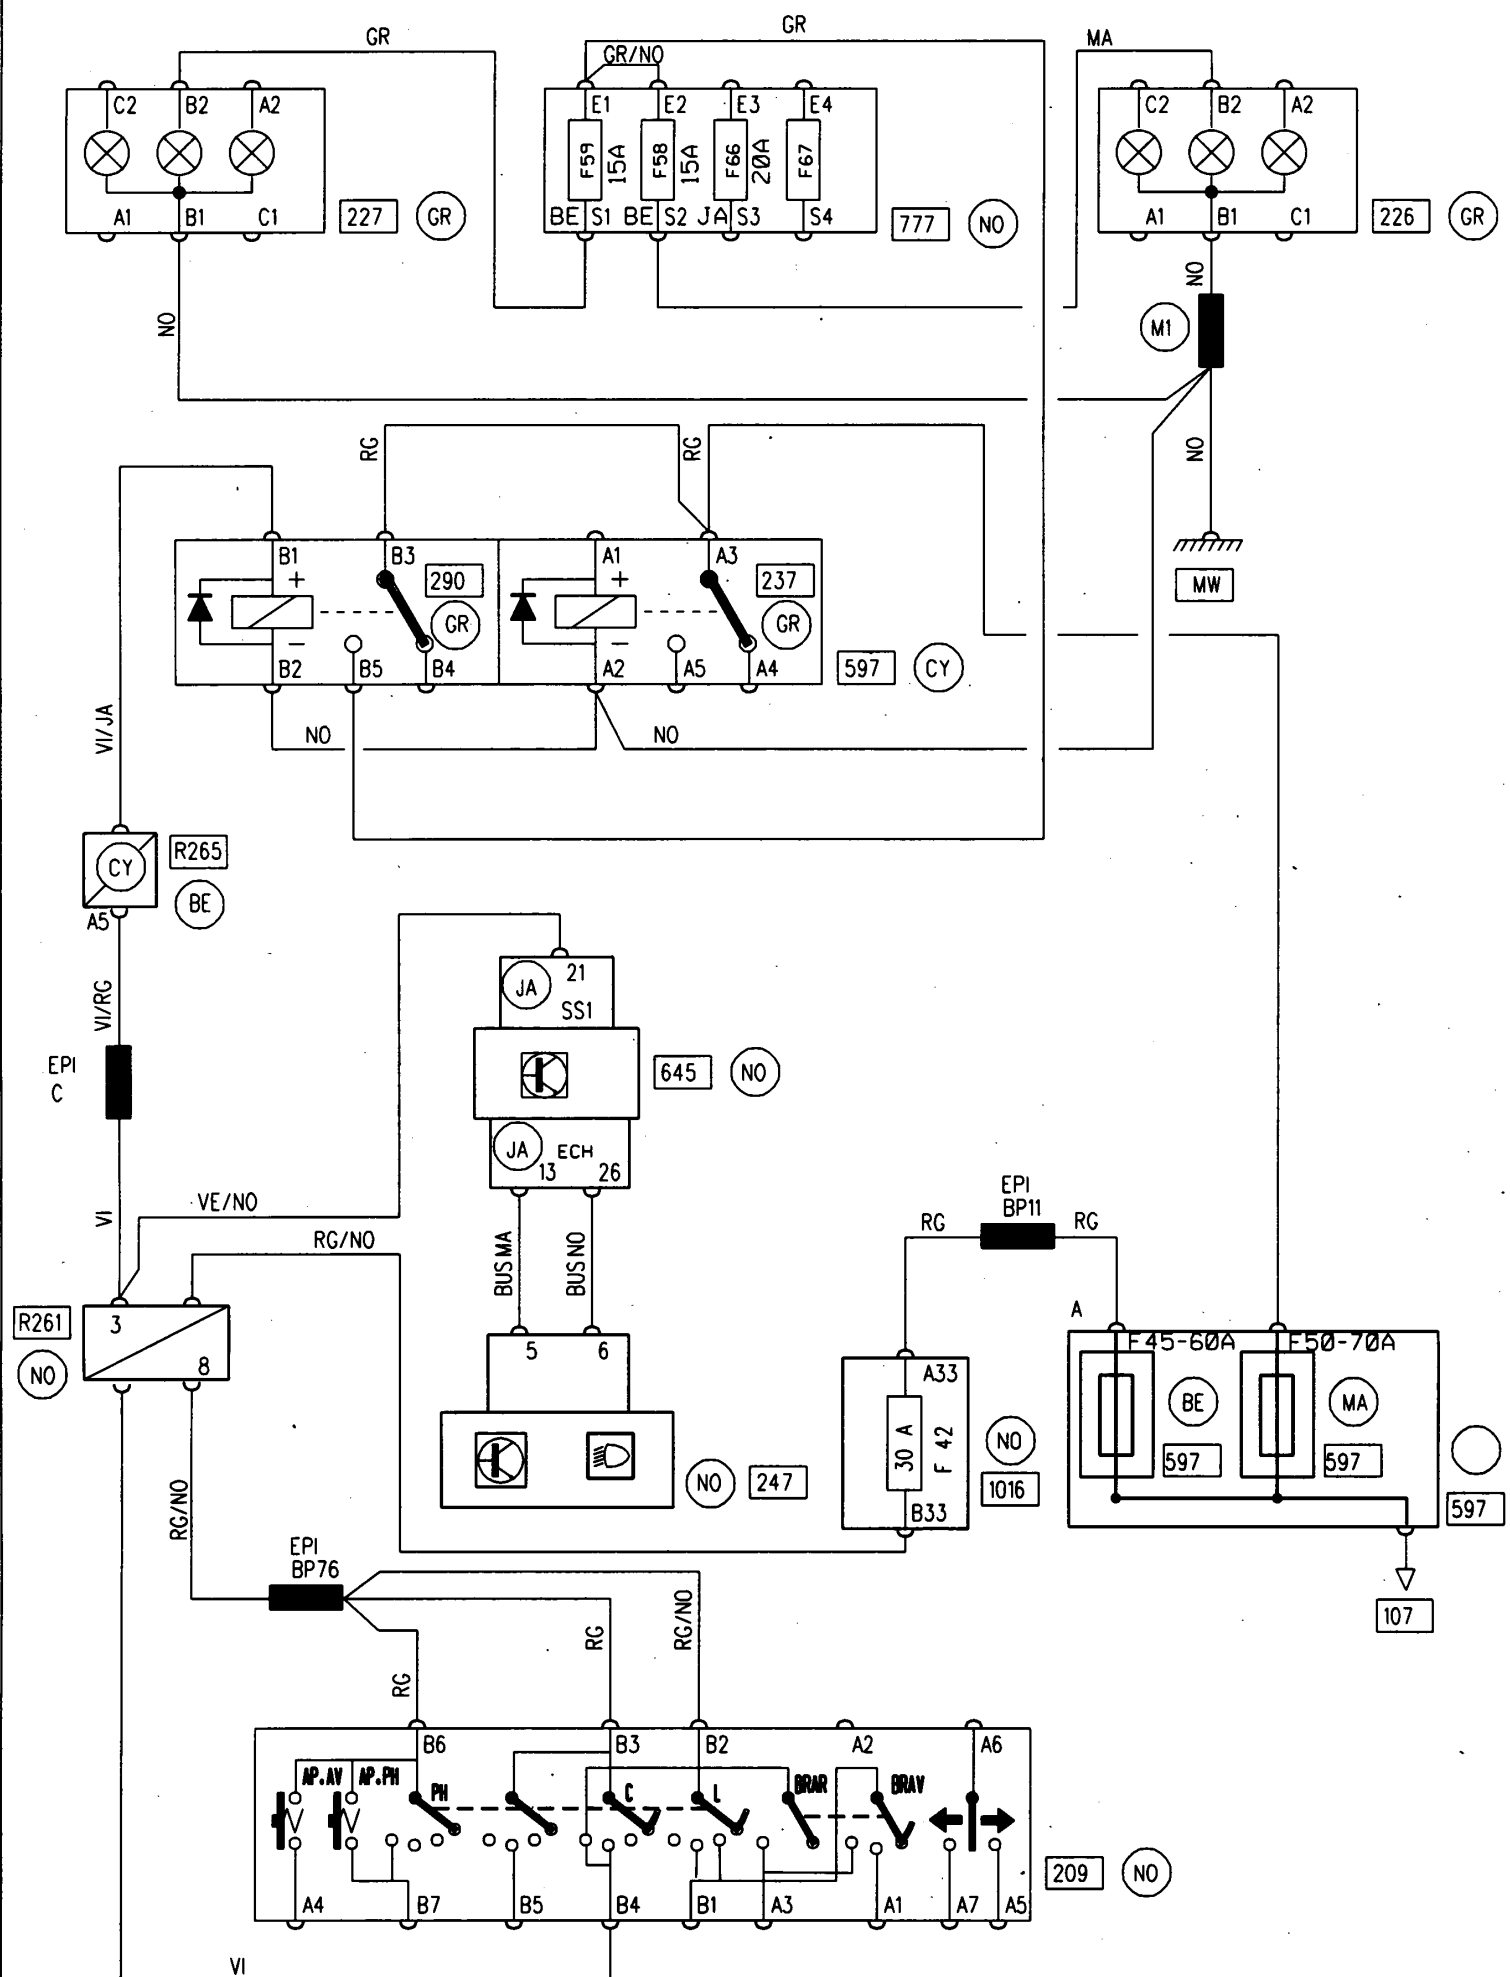 GR
GR
MA
GR/NO
C2 B2 A2
E1 E2 E3 E4
C2 B2 A2
F59 15A F58 15A F66 20A F67
A1 B1 C1
227 GR
BE S1 BE S2 JA S3 S4
777 NO
A1 B1 C1
226 GR
NO
NO
M1
RG
RG
NO
B1 B3 A1 A3
+ 290 + 237
MW
GR GR
- -
B2 B5 B4 A2 A5 A4
597 CY
VI/JA
NO
NO
CY R265
BE
A5
JA 21
SS1
VI/RG
EPI
C
645 NO
JA ECH
13 26
VI
VE/NO
EPI
BP11
RG RG
RG/NO
BUS MA
BUS NO
A
R261
3
8
NO
5 6
F45-60A F50-70A
A33
BE MA
30 A F 42
NO
597 597
1016
NO 247
B33
597
RG/NO
EPI
BP76
107
RG
RG
RG/NO
B6 B3 B2 A2 A6
AP.AV AP.PH PH C L BRAR BRAV
209 NO
A4 B7 B5 B4 B1 A3 A1 A7 A5
VI